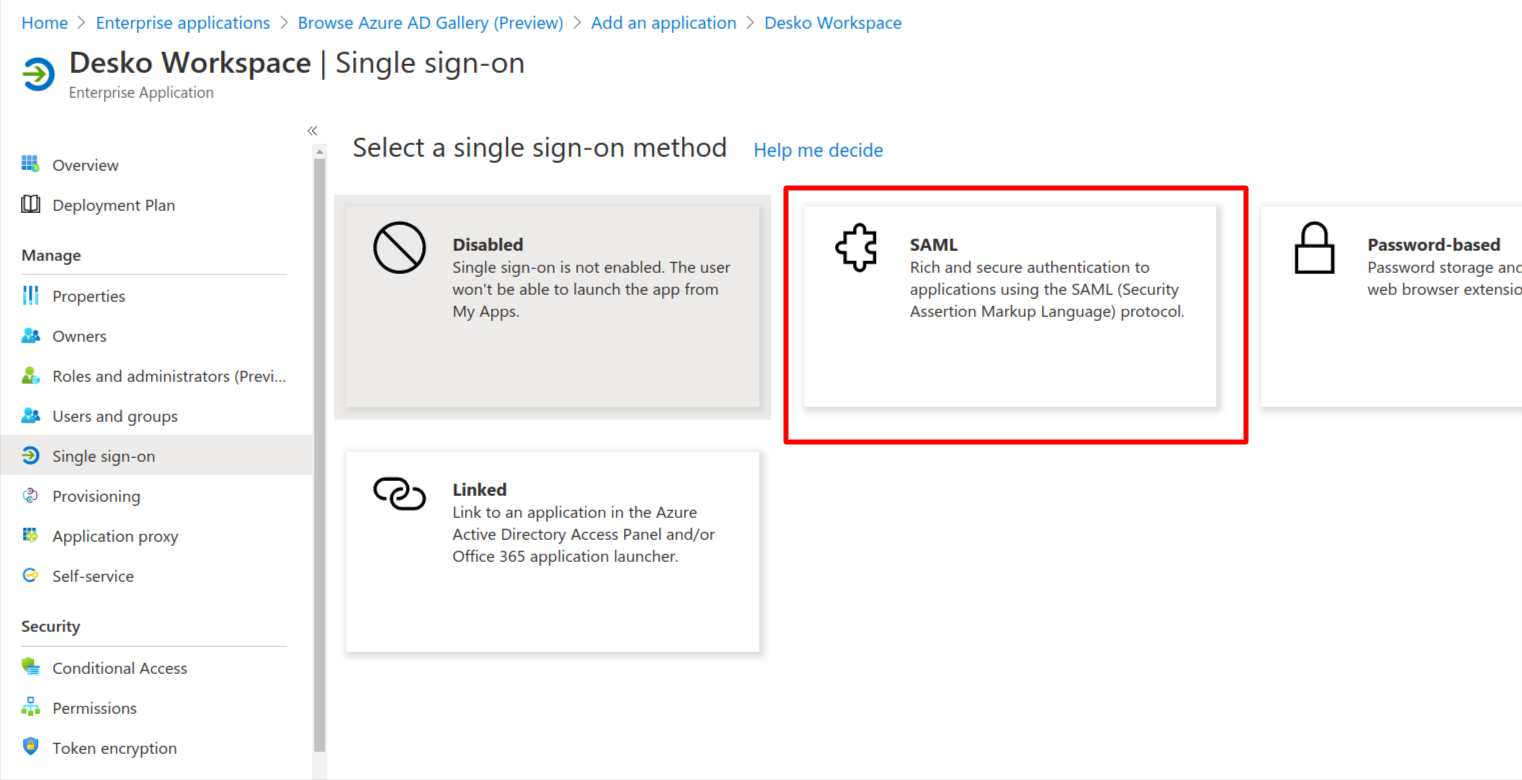 Home > Enterprise applications > Browse Azure AD Gallery (Preview) > Add an application > Desko Workspace
Desko Workspace | Single sign-on
Enterprise Application
«
Overview
Deployment Plan
Manage
Properties
Owners
Roles and administrators (Previ...
Users and groups
Single sign-on
Provisioning
Application proxy
Self-service
Security
Conditional Access
Permissions
Token encryption
Select a single sign-on method Help me decide
Disabled
Single sign-on is not enabled. The user
won't be able to launch the app from
My Apps.
SAML
Rich and secure authentication to
applications using the SAML (Security
Assertion Markup Language) protocol.
Password-based
Password storage and
web browser extensio
Linked
Link to an application in the Azure
Active Directory Access Panel and/or
Office 365 application launcher.